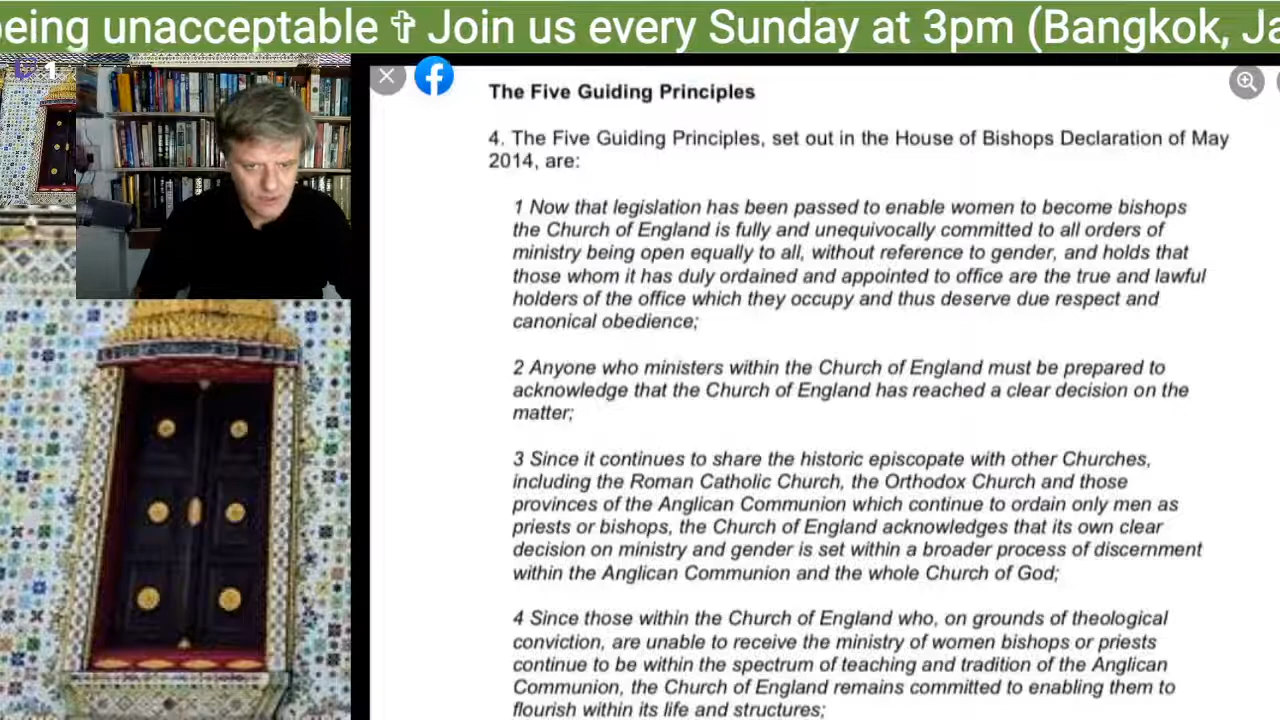 being unacceptable ✞ Join us every Sunday at 3pm (Bangkok, Ja
1
The Five Guiding Principles
4. The Five Guiding Principles, set out in the House of Bishops Declaration of May
2014, are:
1 Now that legislation has been passed to enable women to become bishops
the Church of England is fully and unequivocally committed to all orders of
ministry being open equally to all, without reference to gender, and holds that
those whom it has duly ordained and appointed to office are the true and lawful
holders of the office which they occupy and thus deserve due respect and
canonical obedience;
2 Anyone who ministers within the Church of England must be prepared to
acknowledge that the Church of England has reached a clear decision on the
matter;
3 Since it continues to share the historic episcopate with other Churches,
including the Roman Catholic Church, the Orthodox Church and those
provinces of the Anglican Communion which continue to ordain only men as
priests or bishops, the Church of England acknowledges that its own clear
decision on ministry and gender is set within a broader process of discernment
within the Anglican Communion and the whole Church of God;
4 Since those within the Church of England who, on grounds of theological
conviction, are unable to receive the ministry of women bishops or priests
continue to be within the spectrum of teaching and tradition of the Anglican
Communion, the Church of England remains committed to enabling them to
flourish within its life and structures;